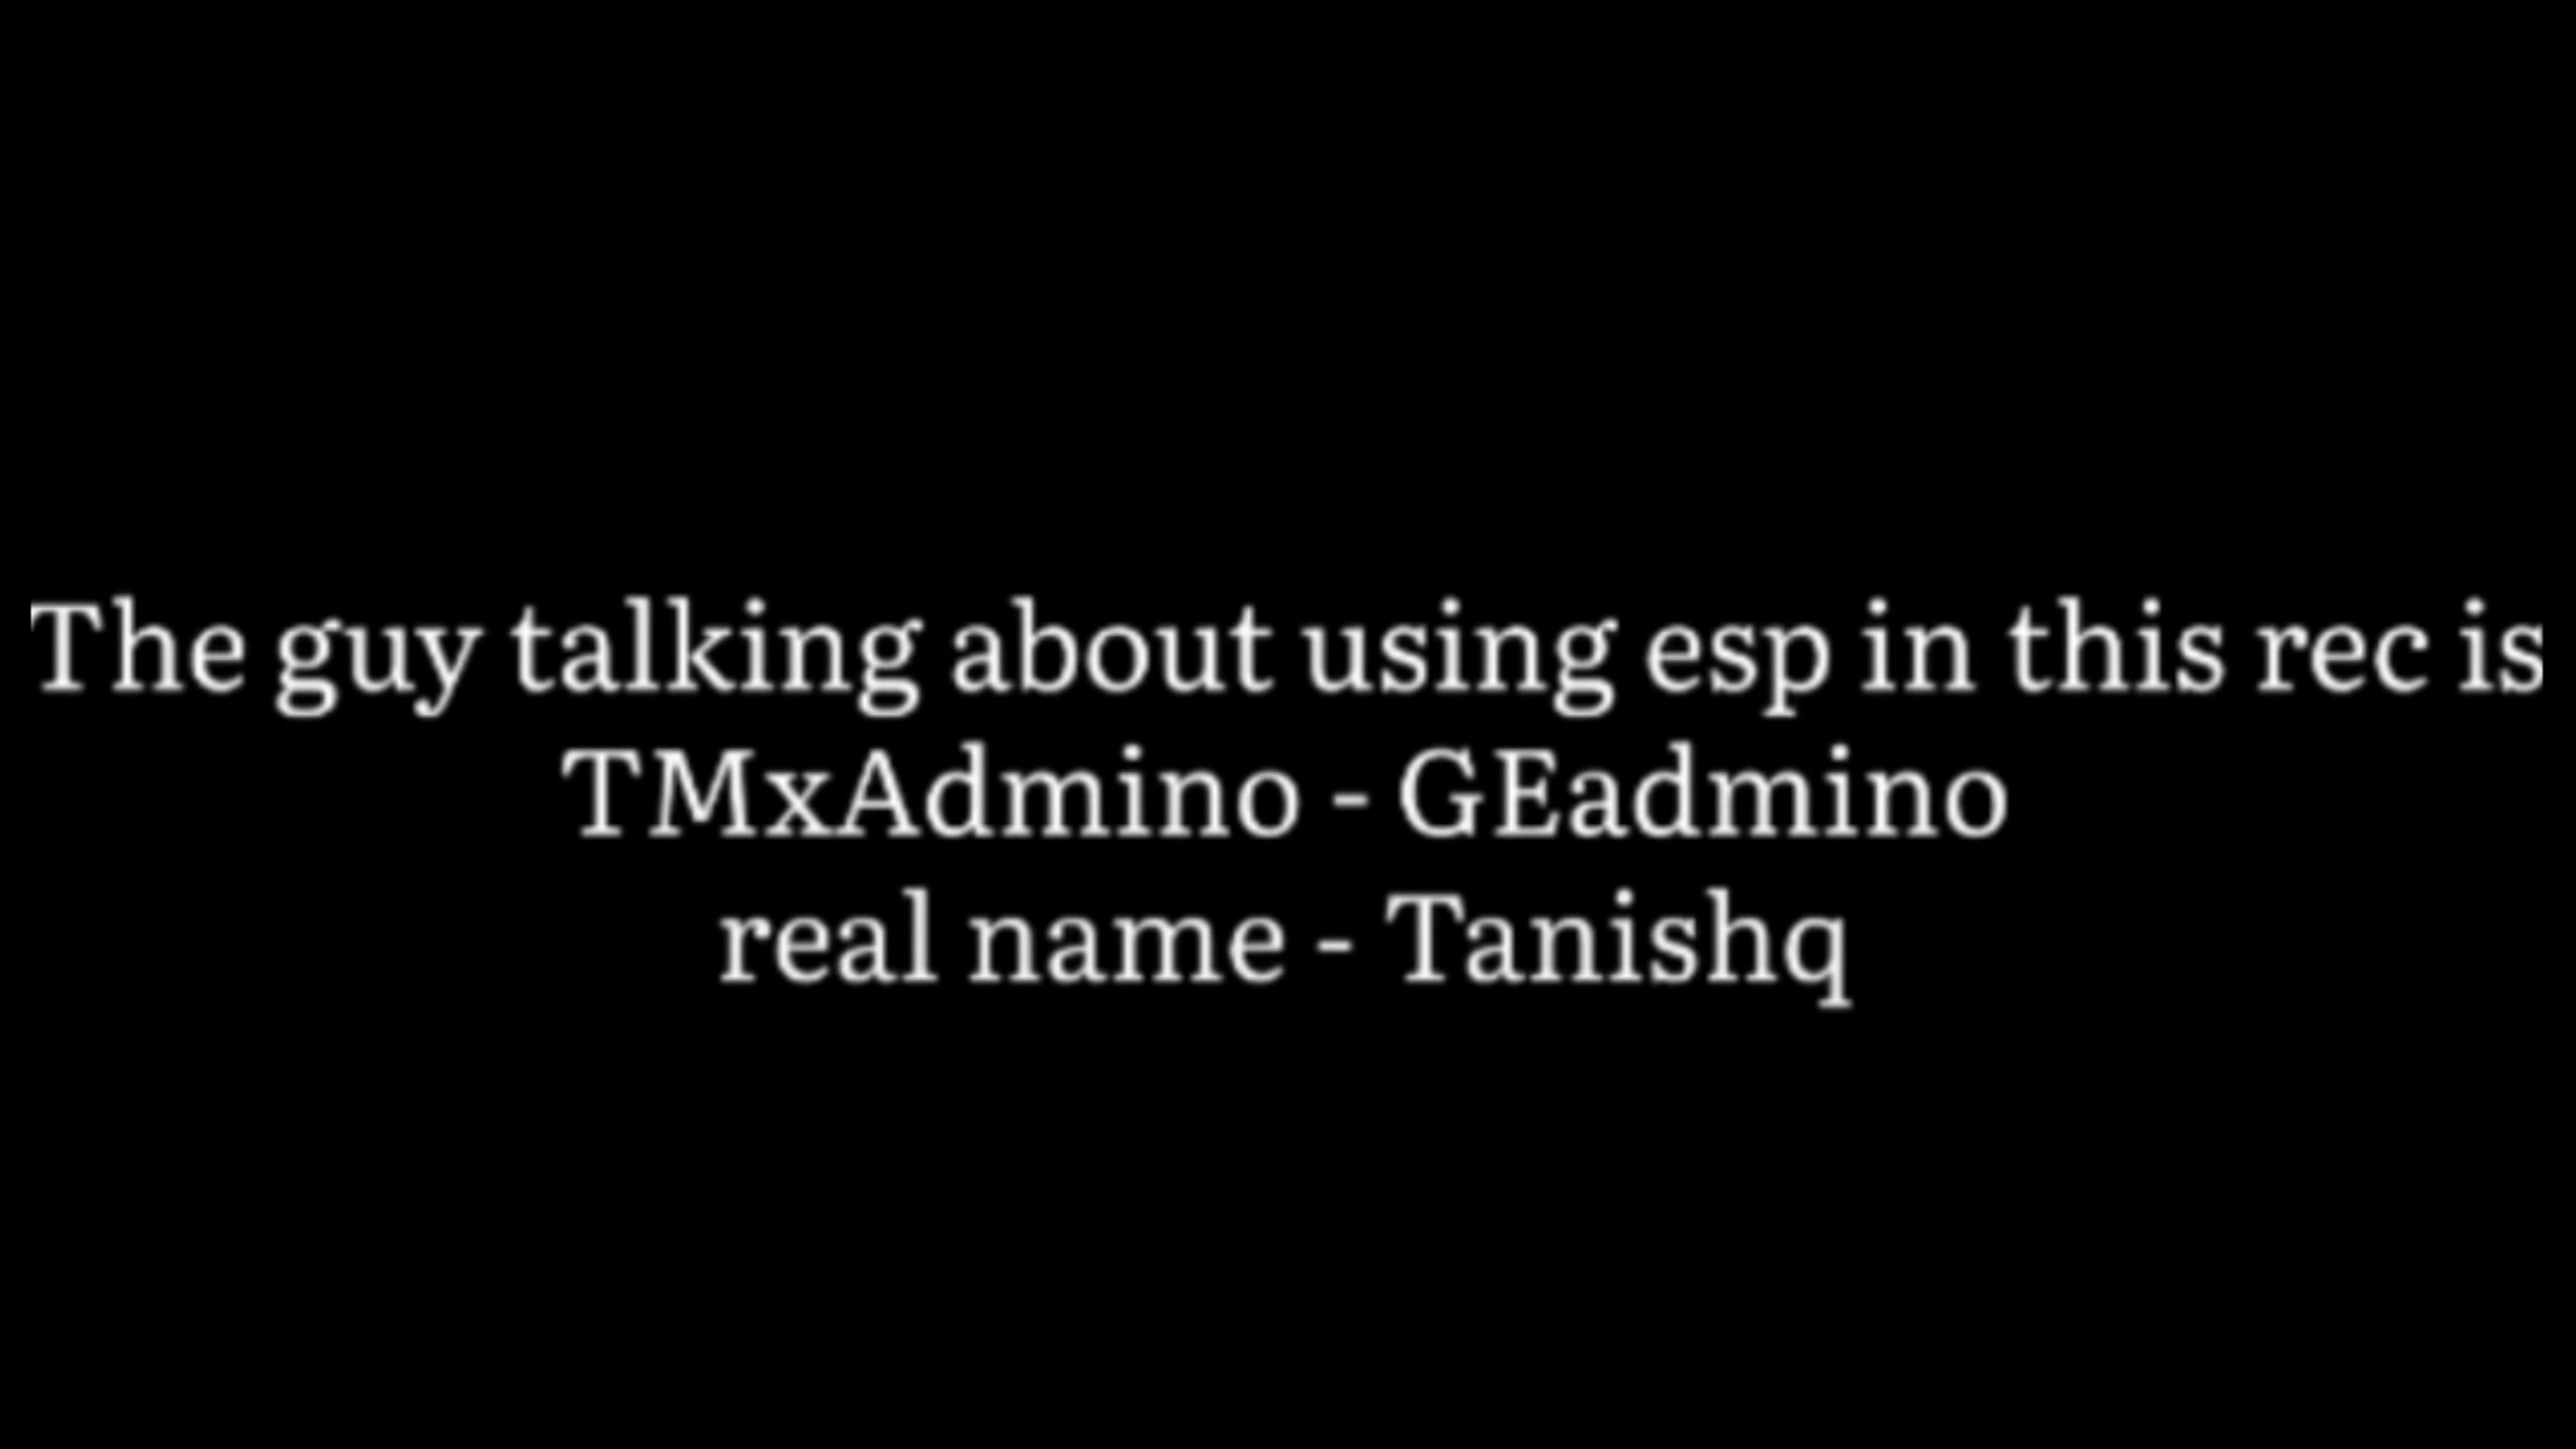 The guy talking about using esp in this rec is
TMxAdmino - GEadmino
real name - Tanishq